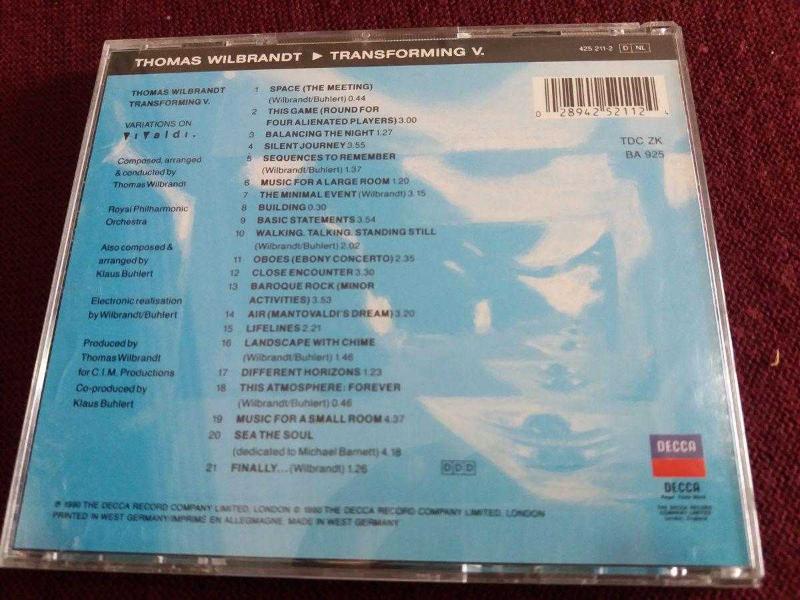 THOMAS WILBRANDT ▶ TRANSFORMING V.
425 211-2 D NL
THOMAS WILBRANDT
TRANSFORMING V.
VARIATIONS ON
VIVALDI.
Composed, arranged
& conducted by
Thomas Wilbrandt
Royal Philharmonic
Orchestra
Also composed &
arranged by
Klaus Buhlert
Electronic realisation
by Wilbrandt/Buhlert
Produced by
Thomas Wilbrandt
for C.I.M. Productions
Co-produced by
Klaus Buhlert
1 SPACE (THE MEETING)
(Wilbrandt/Buhlert) 0.44
2 THIS GAME (ROUND FOR
FOUR ALIENATED PLAYERS) 3.00
3 BALANCING THE NIGHT 1.27
4 SILENT JOURNEY 3.55
5 SEQUENCES TO REMEMBER
(Wilbrandt/Buhlert) 1.37
6 MUSIC FOR A LARGE ROOM 1.20
7 THE MINIMAL EVENT (Wilbrandt) 3.15
8 BUILDING 0.30
9 BASIC STATEMENTS 3.54
10 WALKING. TALKING. STANDING STILL
(Wilbrandt/Buhlert) 2.02
11 OBOES (EBONY CONCERTO) 2.35
12 CLOSE ENCOUNTER 3.30
13 BAROQUE ROCK (MINOR
ACTIVITIES) 3.53
14 AIR (MANTOVALDI'S DREAM) 3.20
15 LIFELINES 2.21
16 LANDSCAPE WITH CHIME
(Wilbrandt/Buhlert) 1.46
17 DIFFERENT HORIZONS 1.23
18 THIS ATMOSPHERE: FOREVER
(Wilbrandt/Buhlert) 0.46
19 MUSIC FOR A SMALL ROOM 4.37
20 SEA THE SOUL
(dedicated to Michael Barnett) 4.18
21 FINALLY... (Wilbrandt) 1.26
DDD
0 28942 52112 4
TDC ZK
BA 925
DECCA
DECCA
THE DECCA RECORD
COMPANY LIMITED
London, England
℗ 1990 THE DECCA RECORD COMPANY LIMITED, LONDON © 1990 THE DECCA RECORD COMPANY LIMITED, LONDON
PRINTED IN WEST GERMANY/IMPRIMÉ EN ALLEMAGNE. MADE IN WEST GERMANY